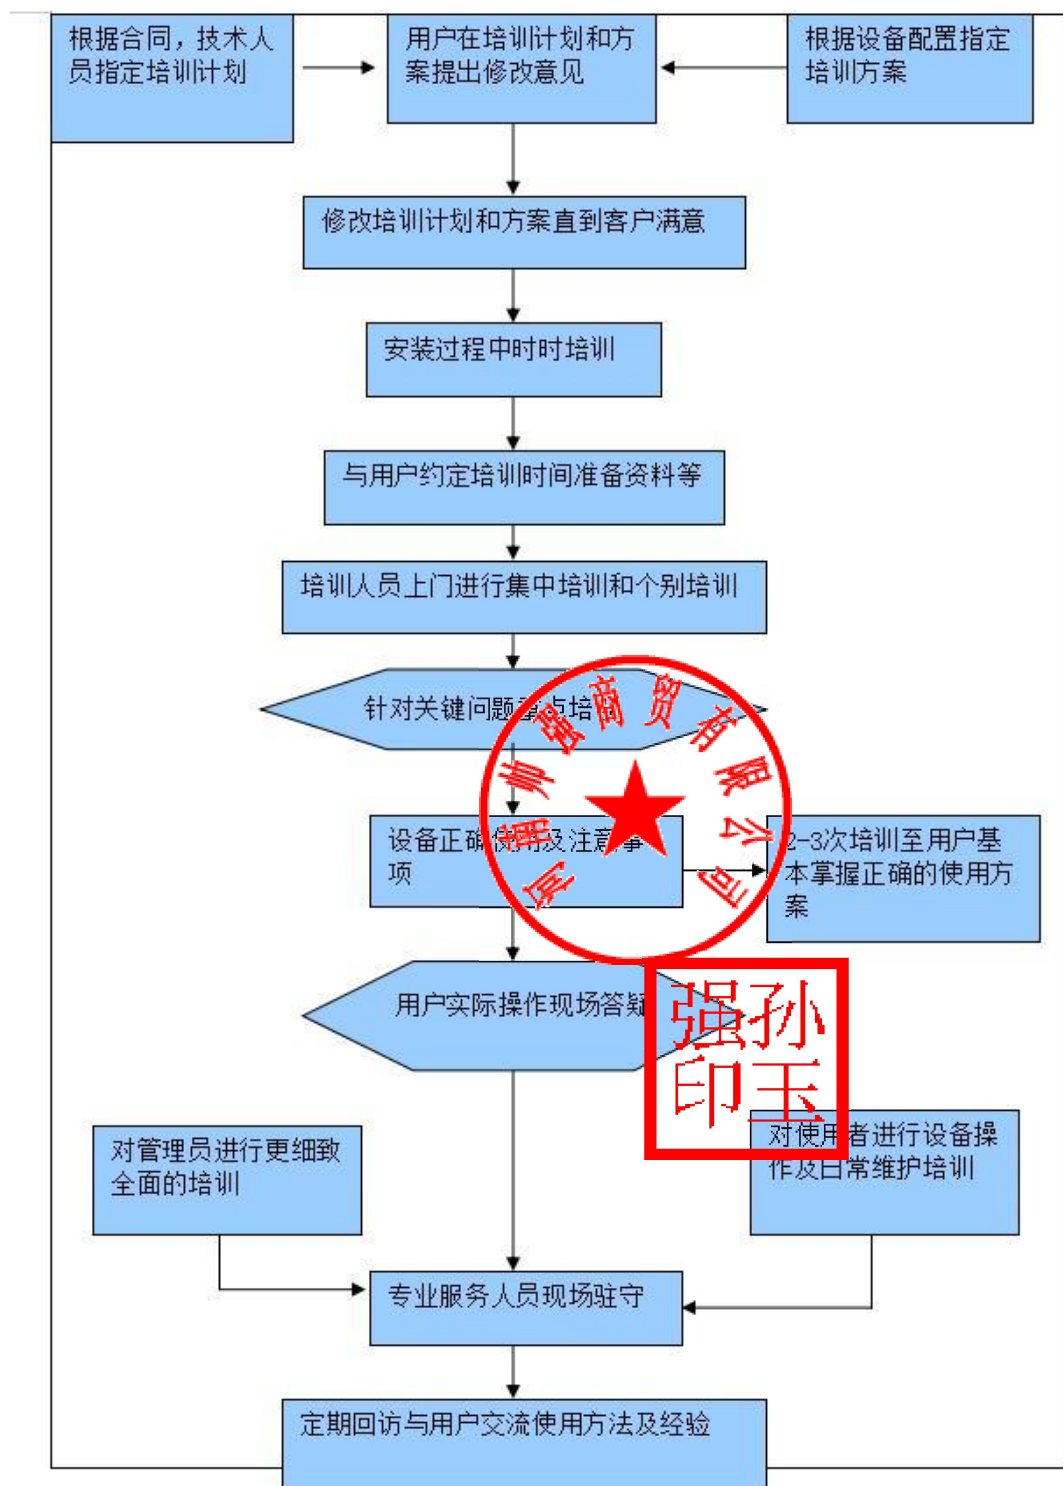 根据合同，技术人
员指定培训计划
用户在培训计划和方
案提出修改意见
根据设备配置指定
培训方案
修改培训计划和方案直到客户满意
安装过程中时时培训
与用户约定培训时间准备资料等
培训人员上门进行集中培训和个别培训
针对关键问题重点培训
设备正确使用及注意事
项
2-3次培训至用户基
本掌握正确的使用方
案
用户实际操作现场答疑
对管理员进行更细致
全面的培训
对使用者进行设备操
作及日常维护培训
专业服务人员现场驻守
定期回访与用户交流使用方法及经验
帅强商贸有限公司
强孙
印玉